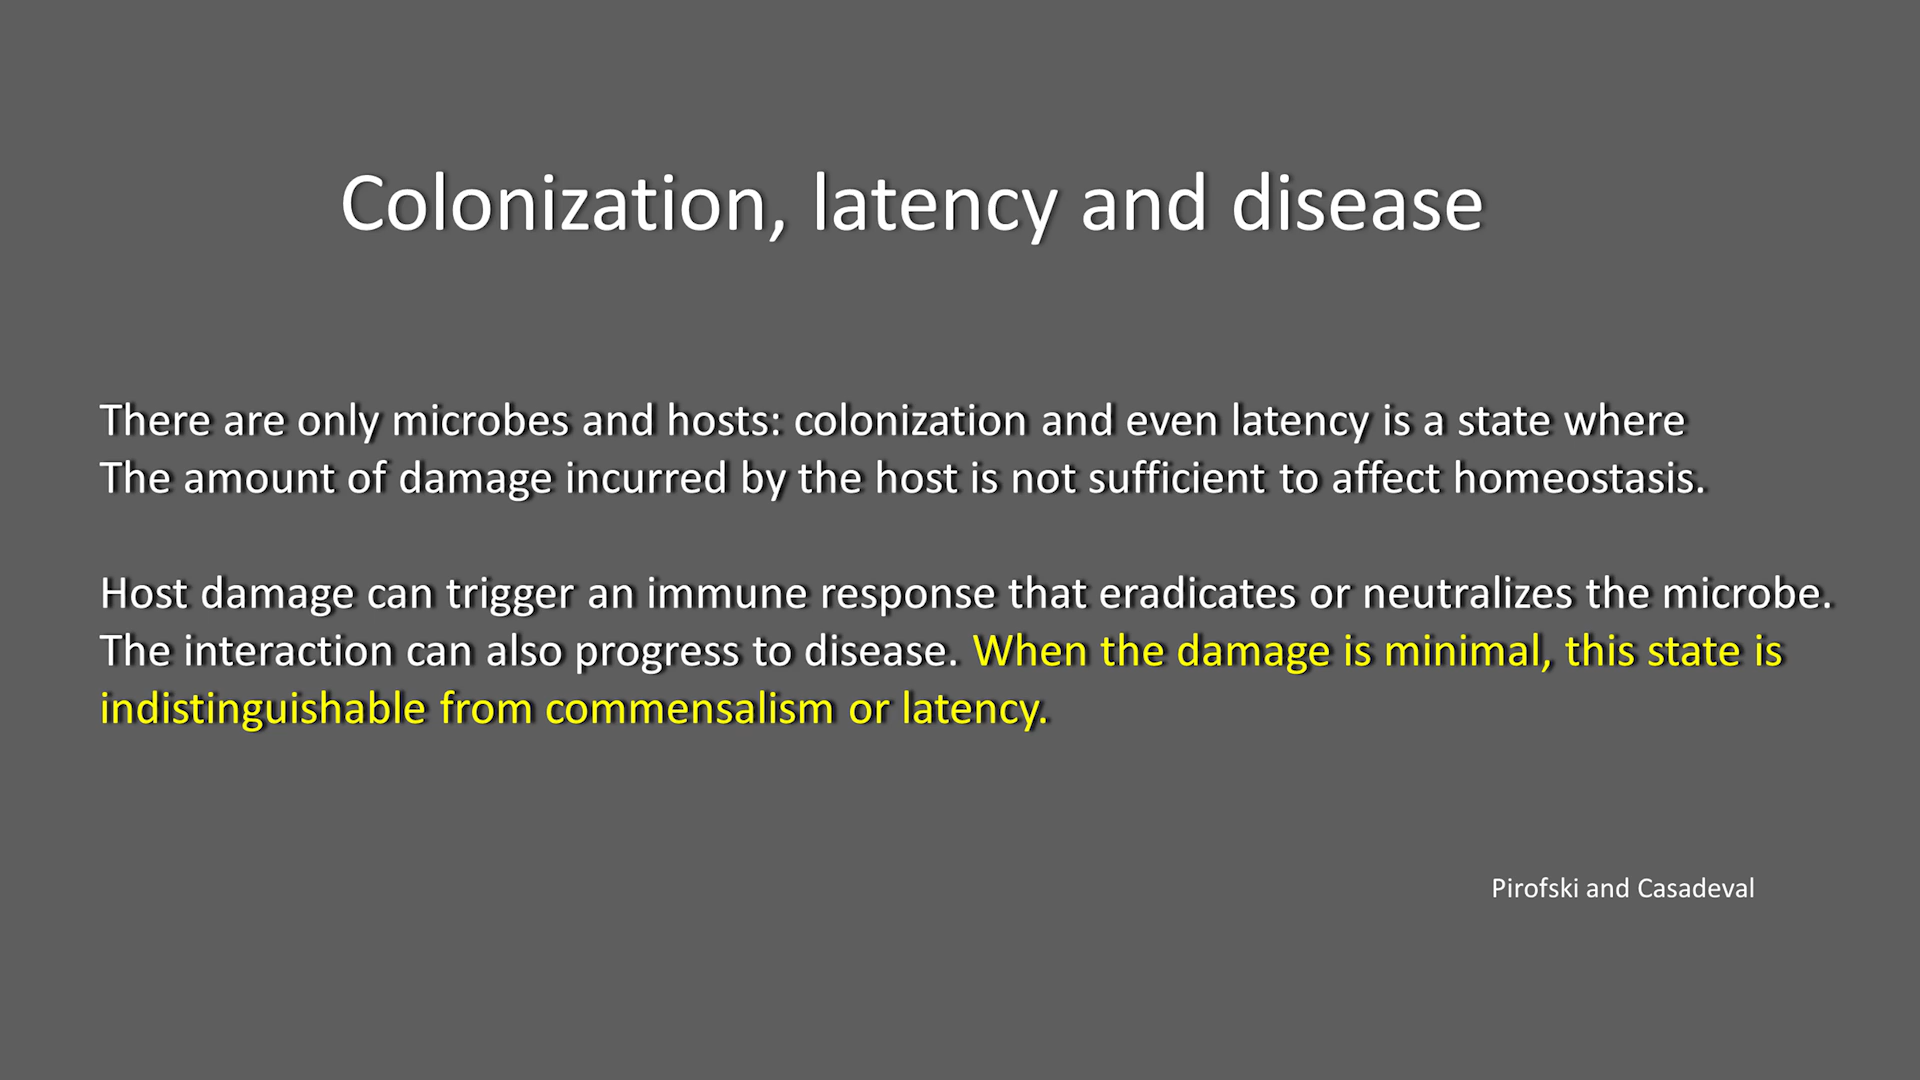 Colonization, latency and disease
There are only microbes and hosts: colonization and even latency is a state where
The amount of damage incurred by the host is not sufficient to affect homeostasis.
Host damage can trigger an immune response that eradicates or neutralizes the microbe.
The interaction can also progress to disease. When the damage is minimal, this state is
indistinguishable from commensalism or latency.
Pirofski and Casadeval